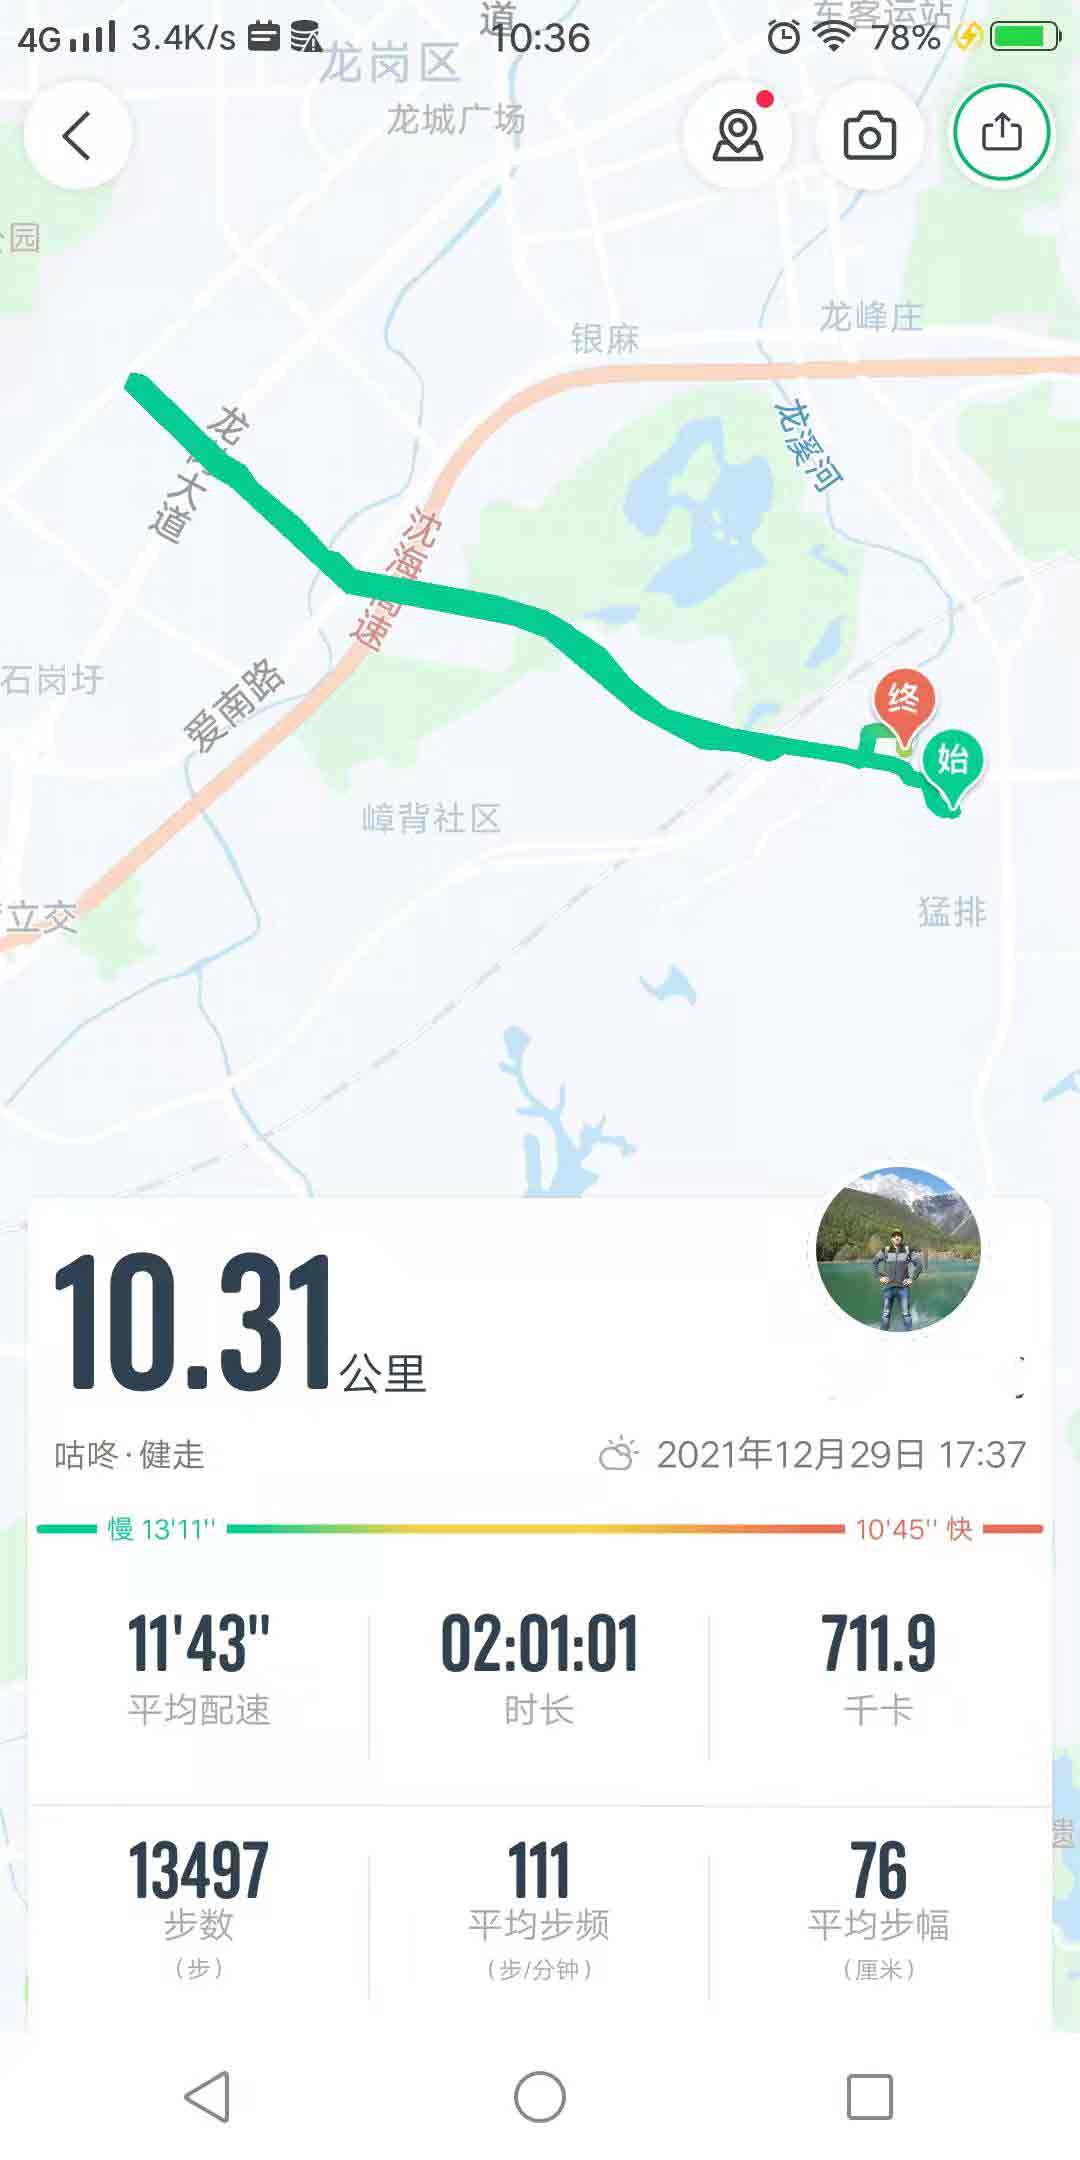 4G 3.4K/s 10:36 78%
道
车客运站
龙岗区
龙城广场
园
银麻
龙峰庄
龙溪河
大道
沈海高速
石岗圩
爱南路
终
始
嶂背社区
立交
猛排
10.31公里
咕咚·健走
2021年12月29日 17:37
慢 13'11''
10'45'' 快
11'43" 02:01:01 711.9
平均配速 时长 千卡
13497 111 76
步数 平均步频 平均步幅
(步) (步/分钟) (厘米)